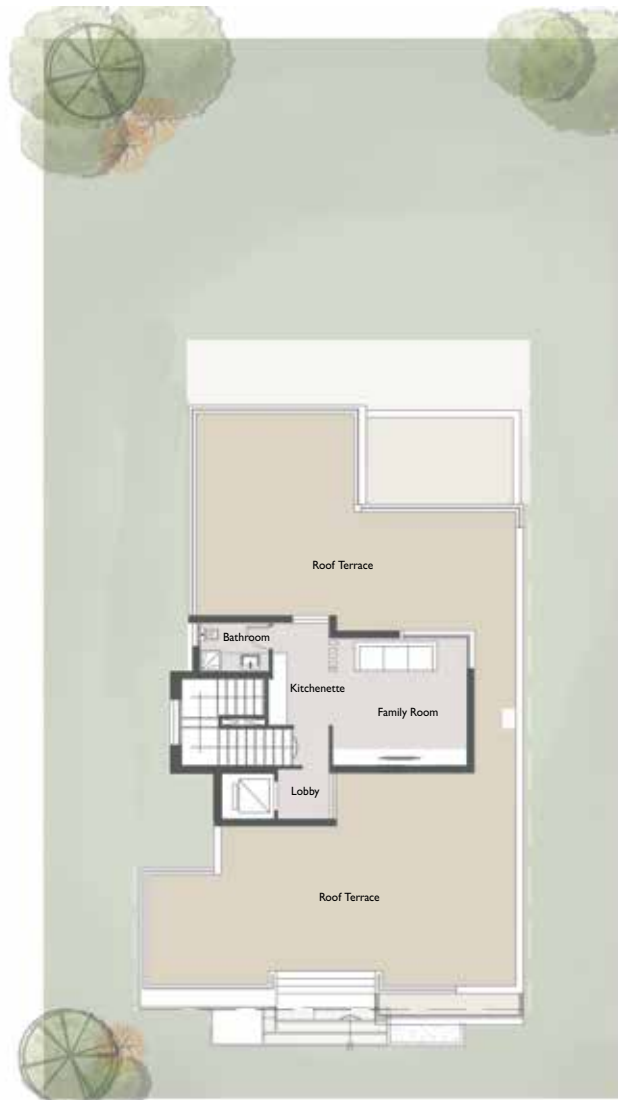 Roof Terrace
Bathroom
Kitchenette
Family Room
Lobby
Roof Terrace